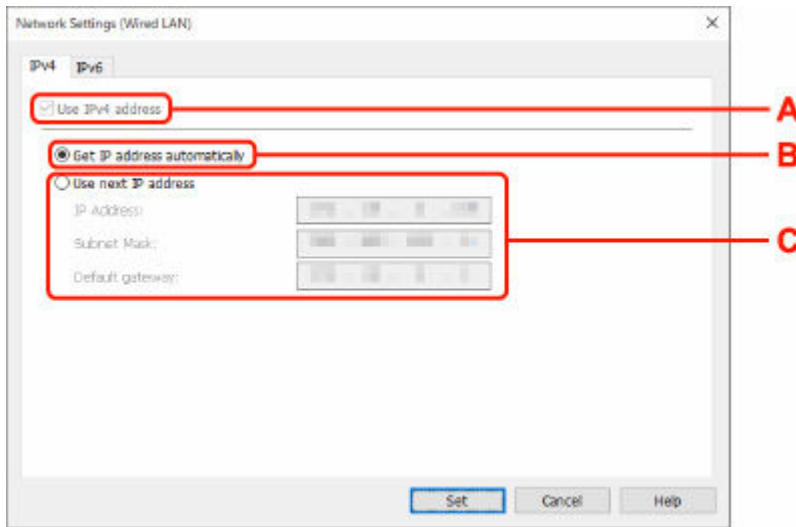 Network Settings (Wired LAN)
IPv4 IPv6
Use IPv4 address
A
Get IP address automatically
B
Use next IP address
IP Address:
Subnet Mask:
C
Default gateway:
Set Cancel Help